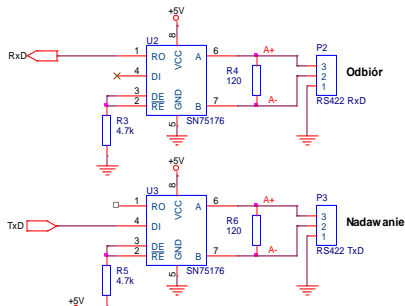 +5V
U2
8
RxD
1
RO
VCC
A
6
A+
P2
4
DI
R4
120
3
2
1
Odbiór
3
DE
2
RE
GND
B
7
A-
RS422 RxD
R3
4.7k
5
SN75176
+5V
U3
8
1
RO
VCC
A
6
A+
P3
TxD
4
DI
R6
120
3
2
1
Nadawanie
3
DE
2
RE
GND
B
7
A-
RS422 TxD
R5
4.7k
5
SN75176
+5V